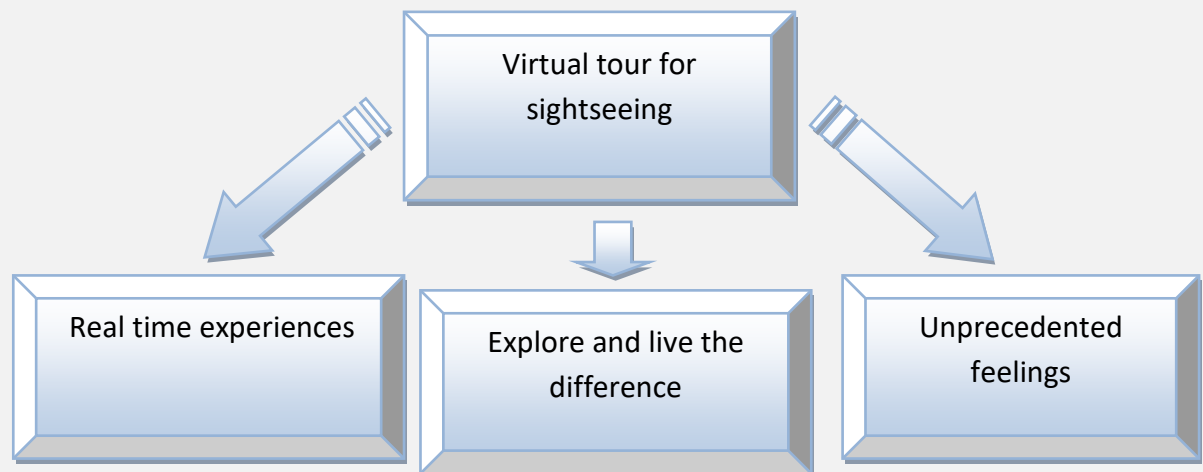 Virtual tour for
sightseeing
Real time experiences
Explore and live the
difference
Unprecedented
feelings